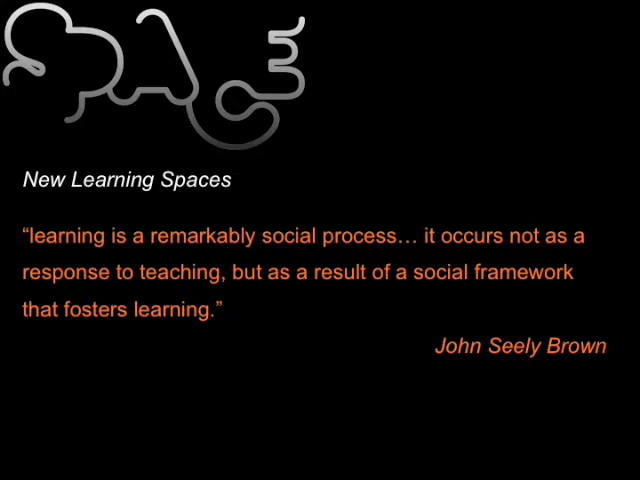 SPACE
New Learning Spaces
“learning is a remarkably social process… it occurs not as a
response to teaching, but as a result of a social framework
that fosters learning.”
John Seely Brown